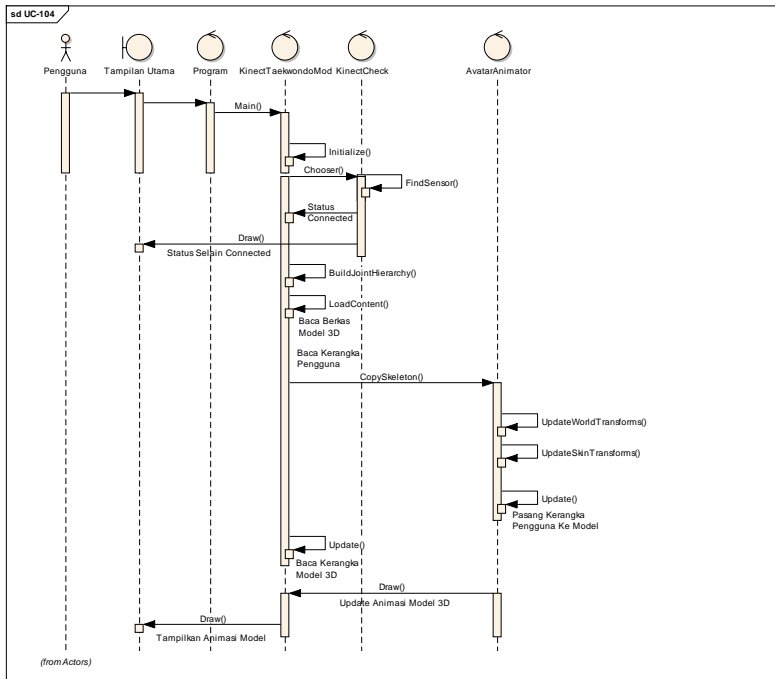 sd UC-104
Pengguna
Tampilan Utama
Program
KinectTaekwondoMod
KinectCheck
AvatarAnimator
Main()
Initialize()
Chooser()
FindSensor()
Status
Connected
Draw()
Status Selain Connected
BuildJointHierarchy()
LoadContent()
Baca Berkas
Model 3D
Baca Kerangka
Pengguna
CopySkeleton()
UpdateWorldTransforms()
UpdateSkinTransforms()
Update()
Pasang Kerangka
Pengguna Ke Model
Update()
Baca Kerangka
Model 3D
Draw()
Update Animasi Model 3D
Draw()
Tampilkan Animasi Model
(from Actors)